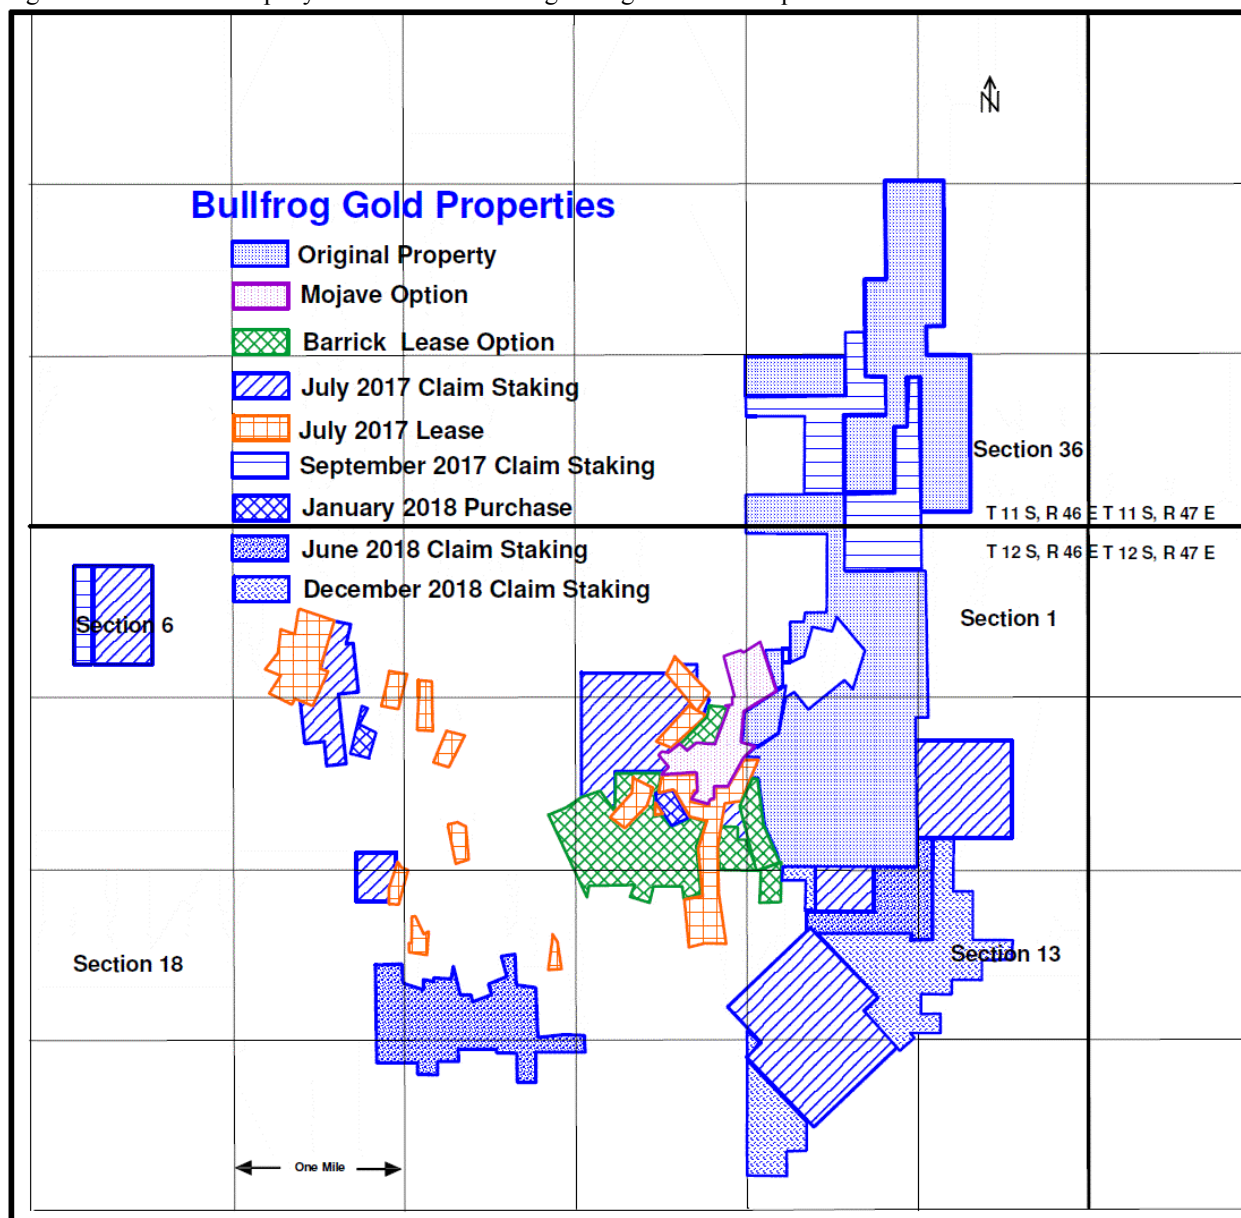 N
Bullfrog Gold Properties
Original Property
Mojave Option
Barrick Lease Option
July 2017 Claim Staking
July 2017 Lease
Section 36
September 2017 Claim Staking
January 2018 Purchase
T 11 S, R 46 E T 11 S, R 47 E
June 2018 Claim Staking
T 12 S, R 46 E T 12 S, R 47 E
December 2018 Claim Staking
Section 6
Section 1
Section 18
Section 13
One Mile